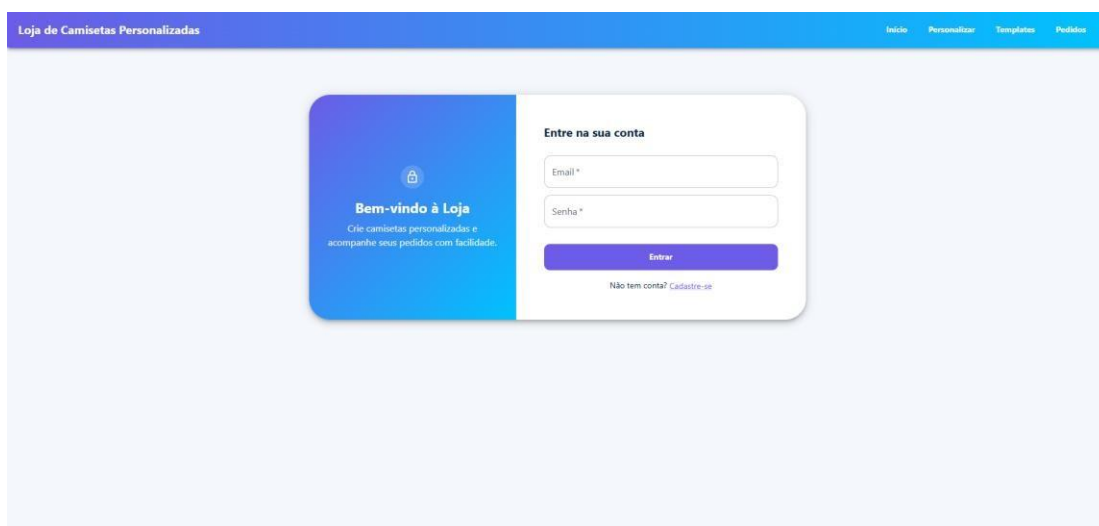 Loja de Camisetas Personalizadas
Início Personalizar Templates Pedidos
Bem-vindo à Loja
Crie camisetas personalizadas e
acompanhe seus pedidos com facilidade.
Entre na sua conta
Email *
Senha *
Entrar
Não tem conta? Cadastre-se